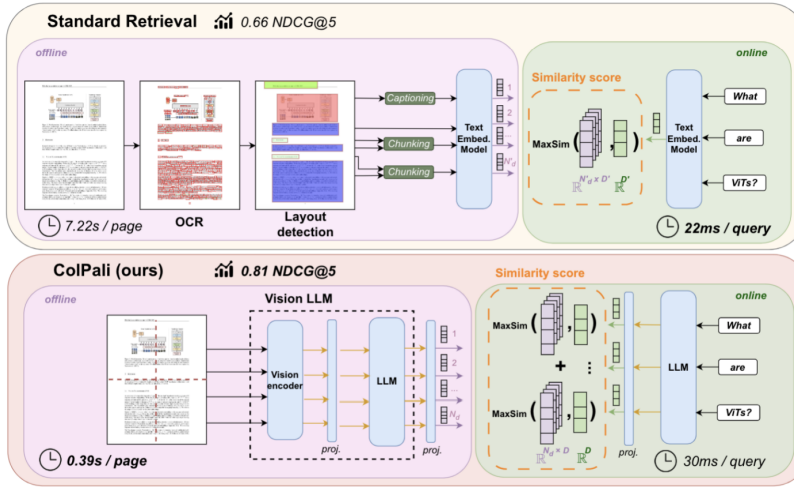 Standard Retrieval 0.66 NDCG@5
offline
OCR
Layout
detection
Captioning
Chunking
Chunking
Text
Embed.
Model
1
2
...
N'd
7.22s / page
online
Similarity score
MaxSim ( , )
ℝ^N'd x D' ℝ^D'
Text
Embed.
Model
What
are
ViTs?
22ms / query
ColPali (ours) 0.81 NDCG@5
offline
Vision LLM
Vision
encoder
proj.
LLM
proj.
1
2
...
Nd
0.39s / page
Similarity score
online
MaxSim ( , )
+ ⋮
MaxSim ( , )
ℝ^Nd x D ℝ^D
proj.
LLM
What
are
ViTs?
30ms / query